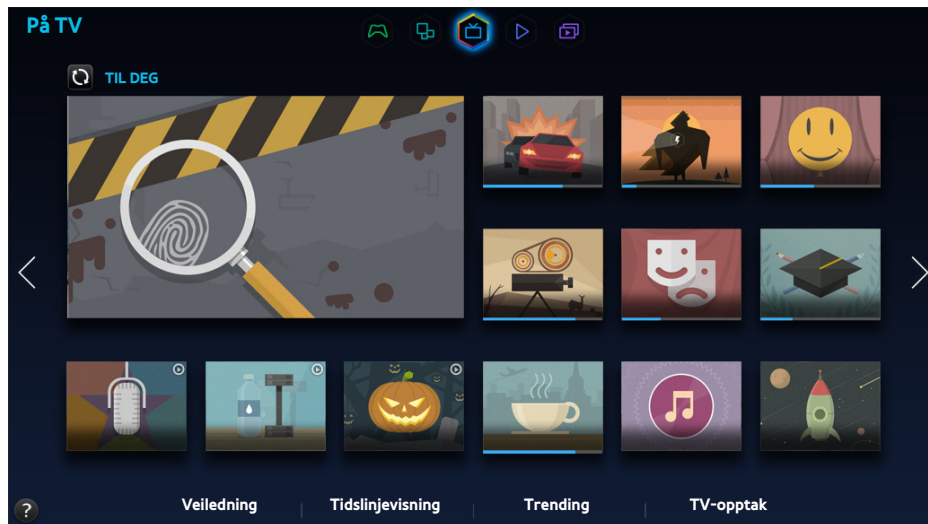 På TV
TIL DEG
Veiledning
Tidslinjevisning
Trending
TV-opptak
?